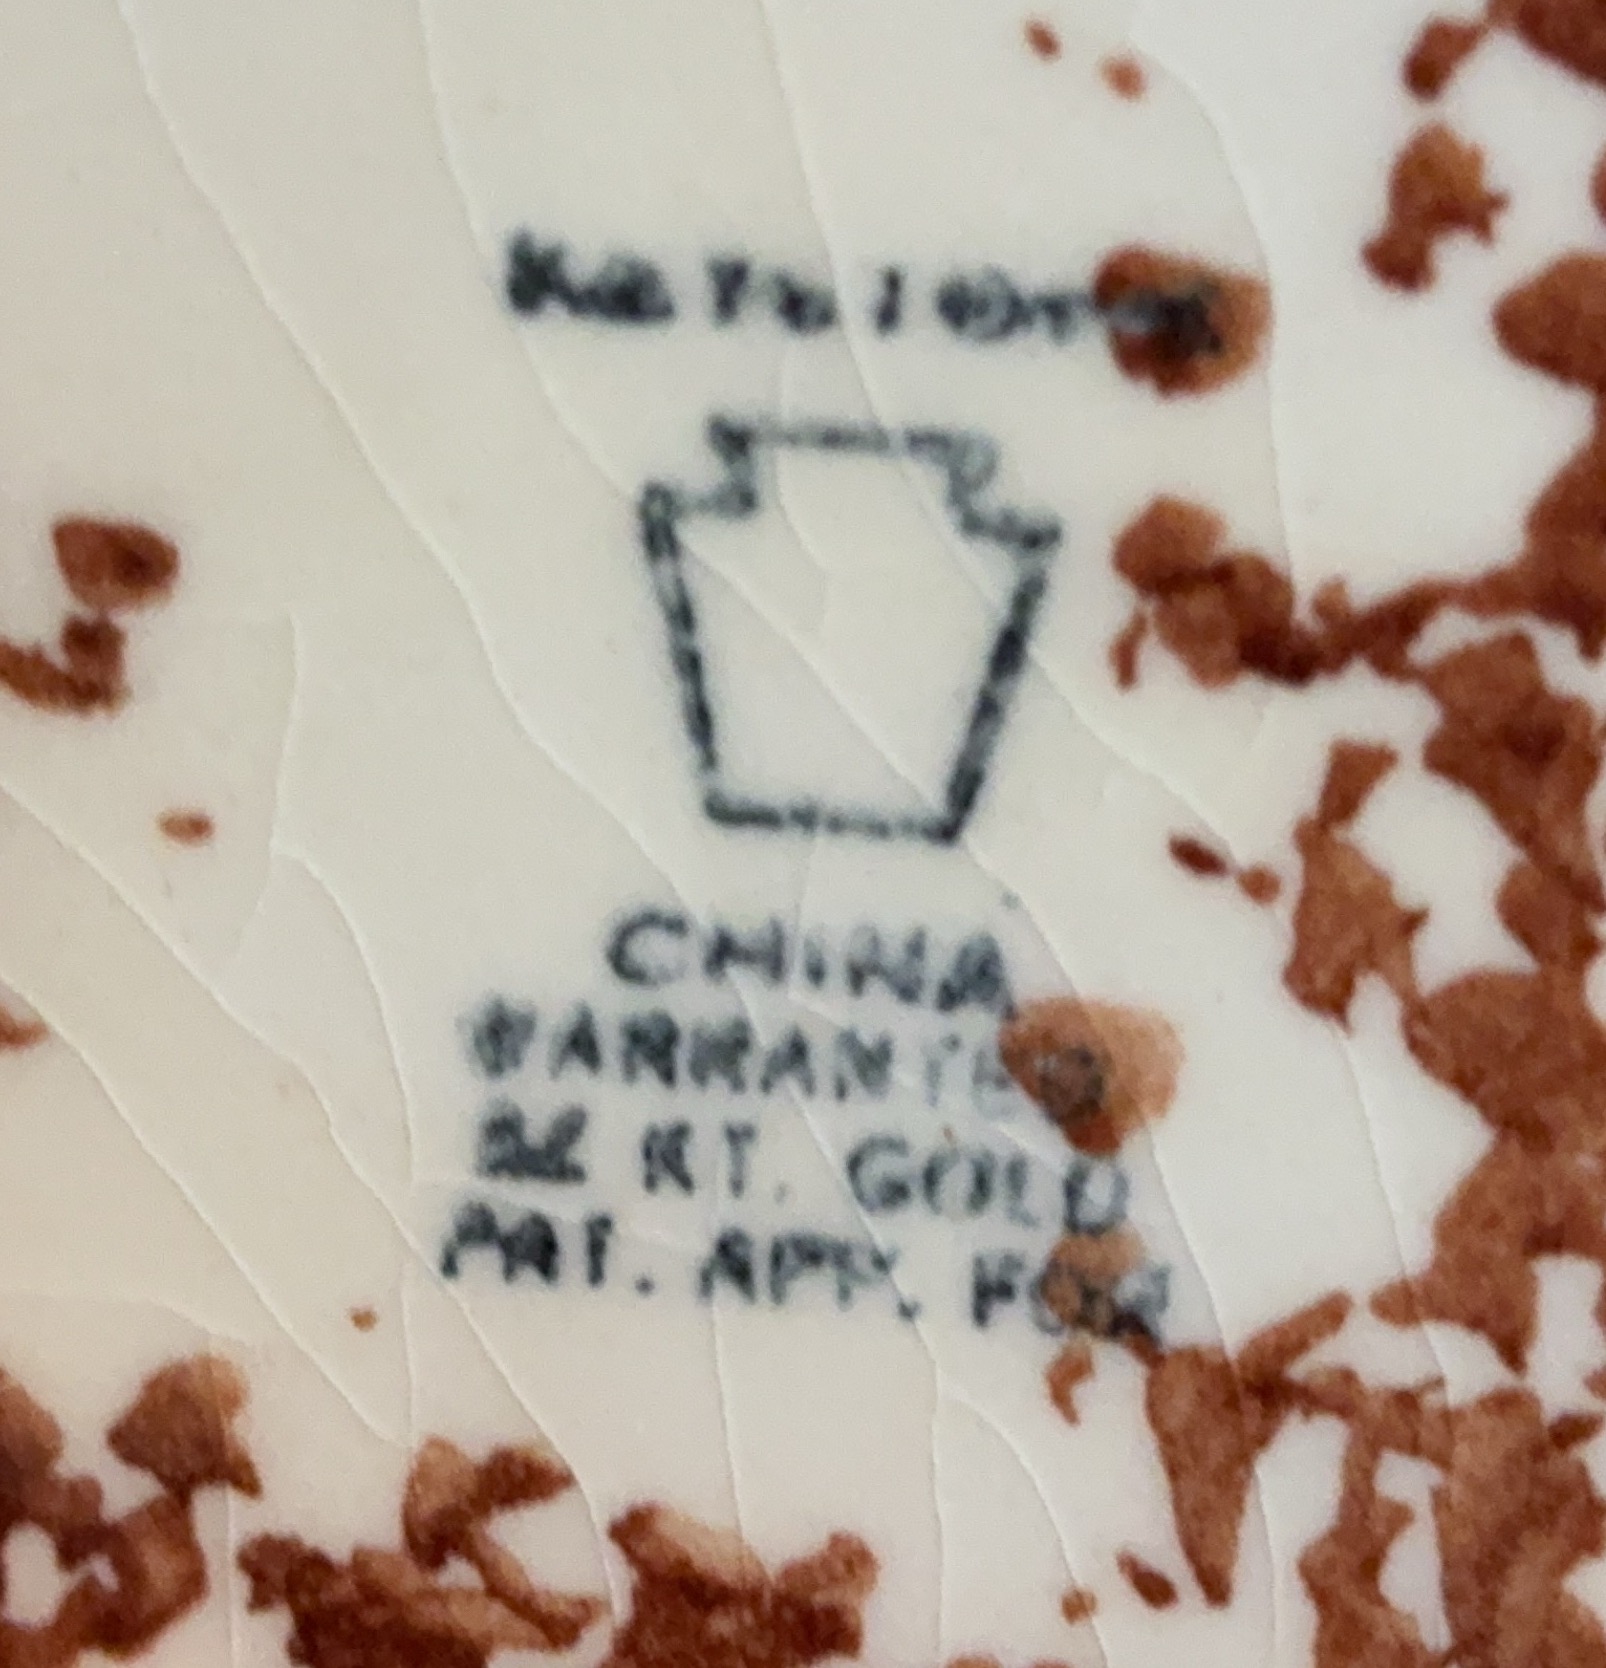 Keystone
CHINA
WARRANTED
22 KT. GOLD
PAT. APP. FOR